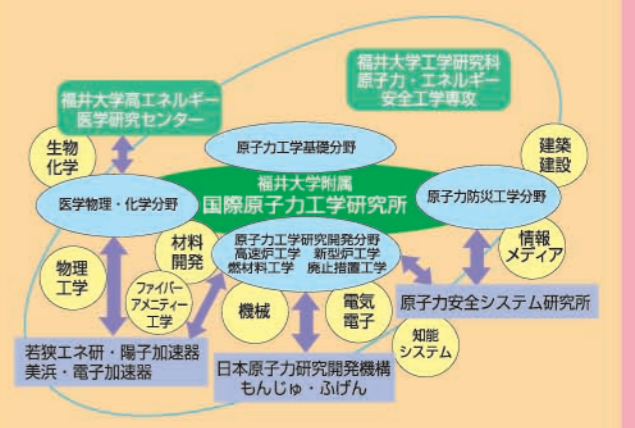 福井大学工学研究科
原子力・エネルギー
安全工学専攻
福井大学高エネルギー
医学研究センター
生物
化学
原子力工学基礎分野
建築
建設
福井大学附属
国際原子力工学研究所
医学物理・化学分野
原子力防災工学分野
材料
開発
原子力工学研究開発分野
高速炉工学 新型炉工学
燃材料工学 廃止措置工学
情報
メディア
物理
工学
ファイバー
アメニティー
工学
機械
電気
電子
原子力安全システム研究所
知能
システム
若狭エネ研・陽子加速器
美浜・電子加速器
日本原子力研究開発機構
もんじゅ・ふげん